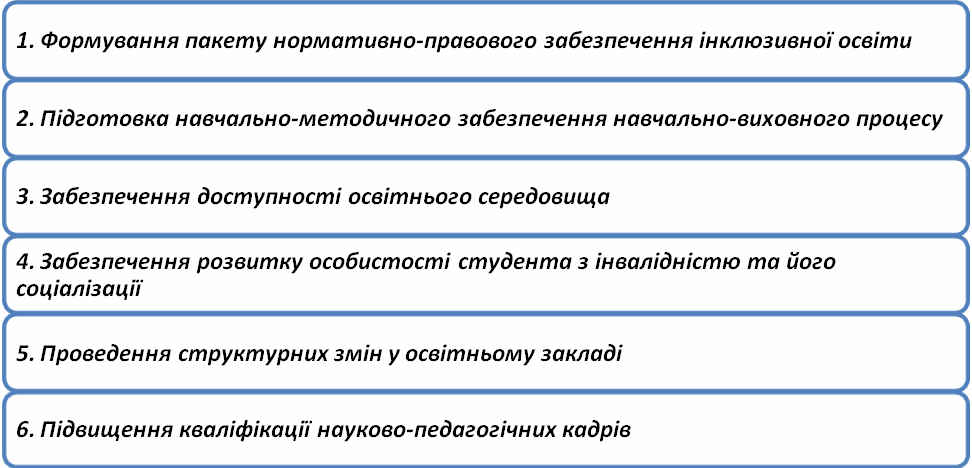 1. Формування пакету нормативно-правового забезпечення інклюзивної освіти
2. Підготовка навчально-методичного забезпечення навчально-виховного процесу
3. Забезпечення доступності освітнього середовища
4. Забезпечення розвитку особистості студента з інвалідністю та його
соціалізації
5. Проведення структурних змін у освітньому закладі
6. Підвищення кваліфікації науково-педагогічних кадрів